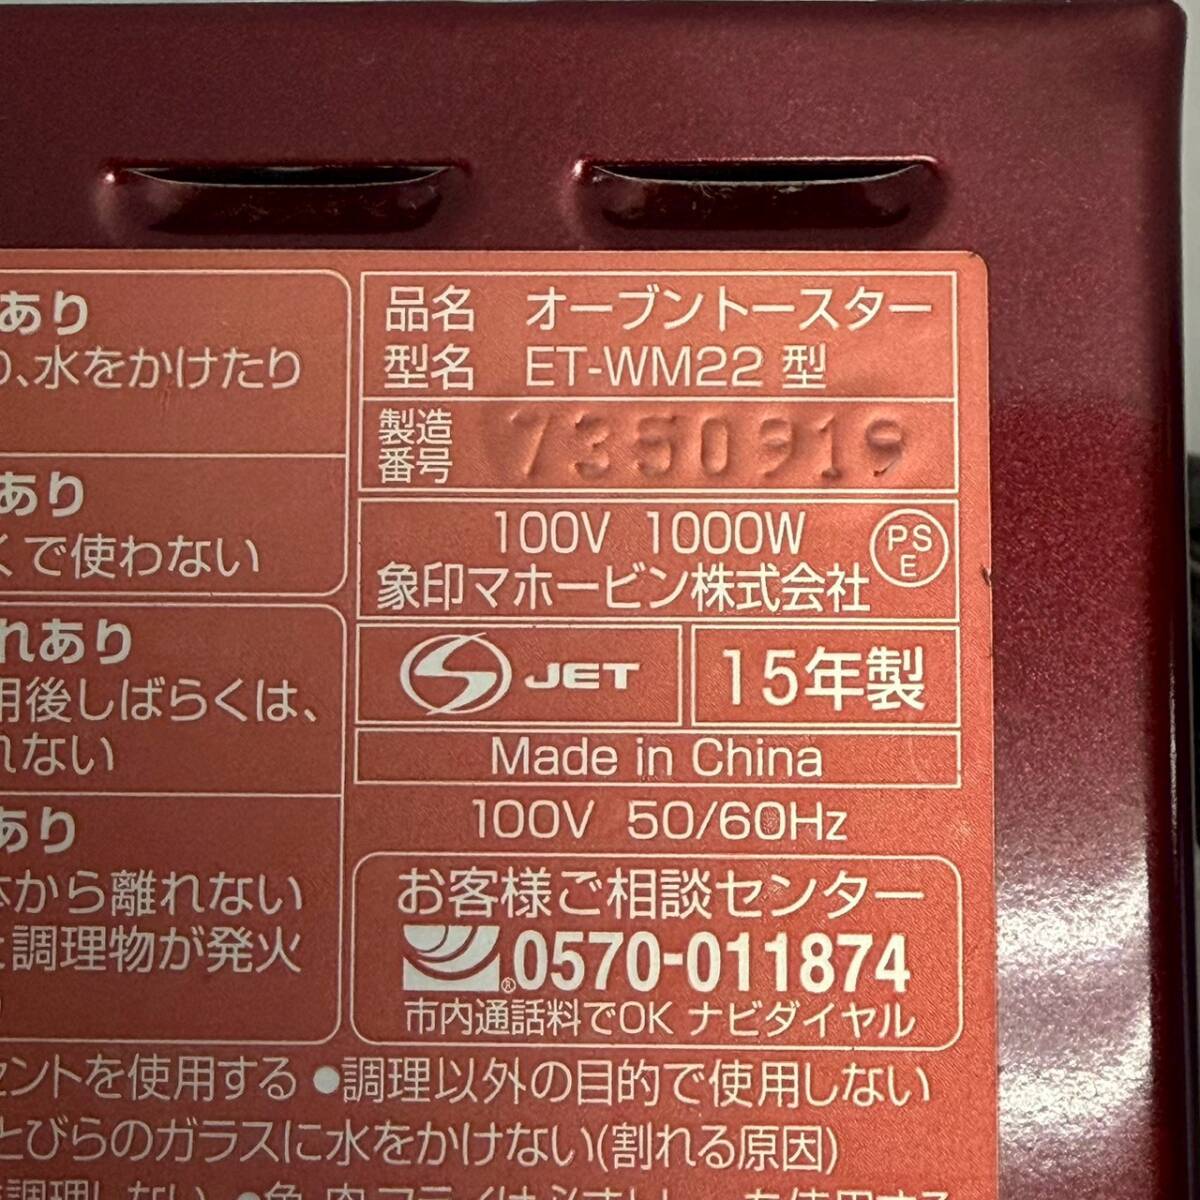 あり
、水をかけたり
あり
くで使わない
れあり
用後しばらくは、
れない
あり
体から離れない
と調理物が発火
品名 オーブントースター
型名 ET-WM22 型
製造番号 7350919
100V 1000W
PSE
象印マホービン株式会社
S JET
15年製
Made in China
100V 50/60Hz
お客様ご相談センター
®0570-011874
市内通話料でOK ナビダイヤル
セントを使用する ●調理以外の目的で使用しない
とびらのガラスに水をかけない(割れる原因)